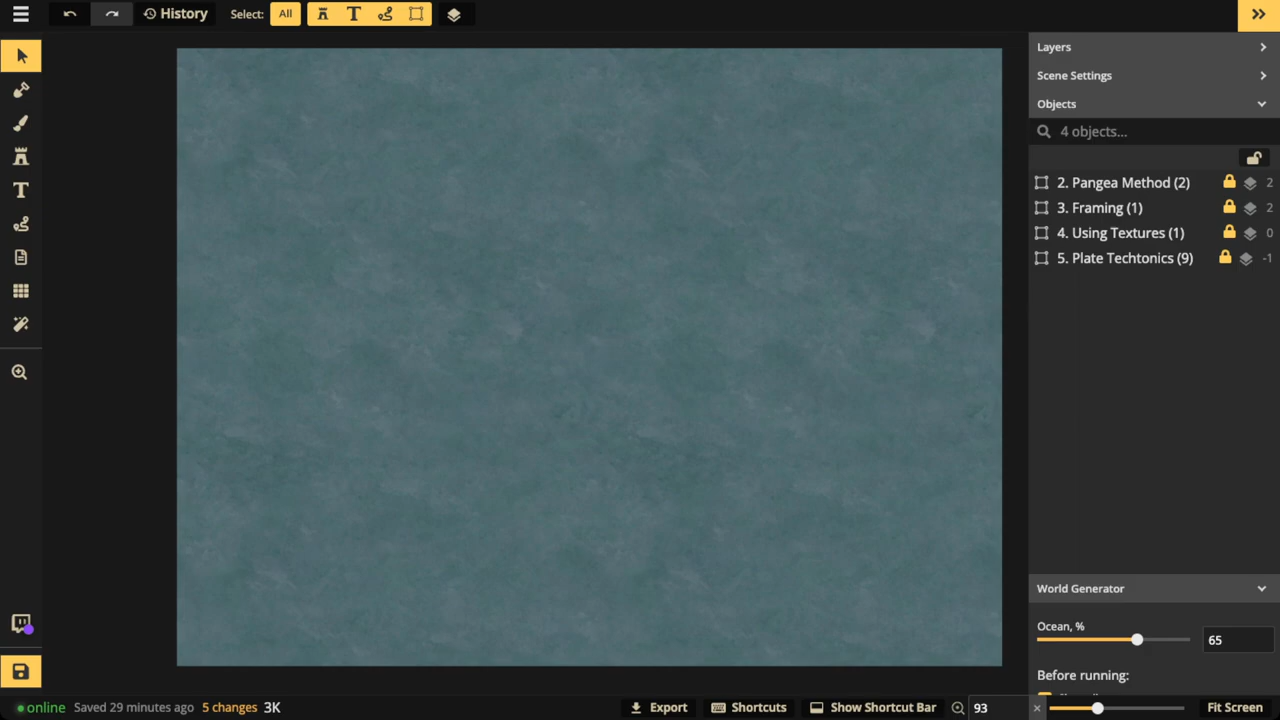 History
Select:
All
Layers
Scene Settings
Objects
4 objects...
2. Pangea Method (2) 2
3. Framing (1) 2
4. Using Textures (1) 0
5. Plate Techtonics (9) -1
World Generator
Ocean, %
65
Before running:
online Saved 29 minutes ago 5 changes 3K
Export Shortcuts Show Shortcut Bar 93 Fit Screen